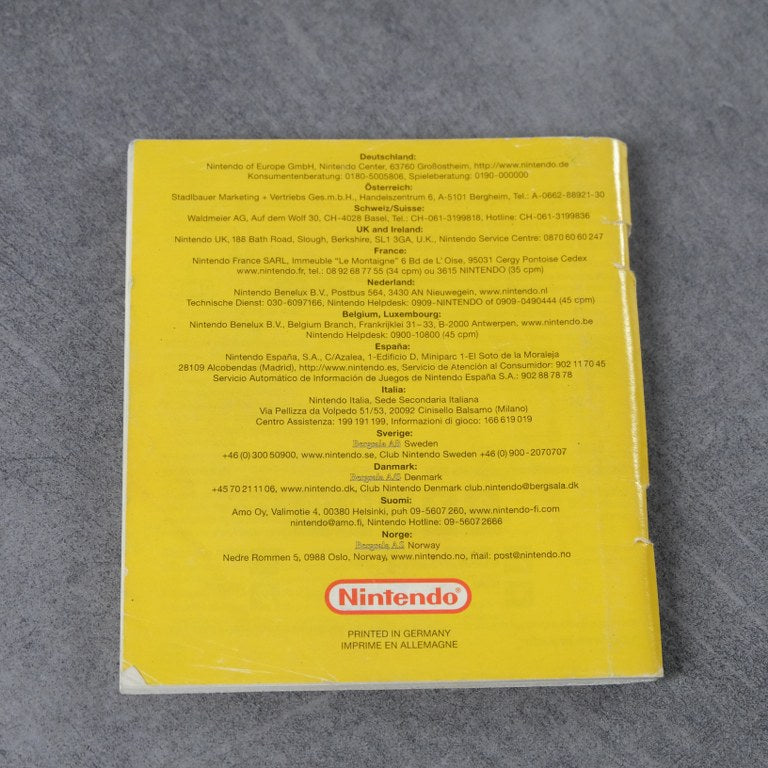 Deutschland:
Nintendo of Europe GmbH, Nintendo Center, 63760 Großostheim, http://www.nintendo.de
Konsumentenberatung: 0180-5005806, Spieleberatung: 0190-000000
Österreich:
Stadlbauer Marketing + Vertriebs Ges.m.b.H., Handelszentrum 6, A-5101 Bergheim, Tel.: A-0662-88921-30
Schweiz/Suisse:
Waldmeier AG, Auf dem Wolf 30, CH-4028 Basel, Tel.: CH-061-3199818, Hotline: CH-061-3199836
UK and Ireland:
Nintendo UK, 188 Bath Road, Slough, Berkshire, SL1 3GA, U.K., Nintendo Service Centre: 0870 60 60 247
France:
Nintendo France SARL, Immeuble "Le Montaigne" 6 Bd de L'Oise, 95031 Cergy Pontoise Cedex
www.nintendo.fr, tel.: 08 92 68 77 55 (34 cpm) ou 3615 NINTENDO (35 cpm)
Nederland:
Nintendo Benelux B.V., Postbus 564, 3430 AN Nieuwegein, www.nintendo.nl
Technische Dienst: 030-6097166, Nintendo Helpdesk: 0909-NINTENDO of 0909-0490444 (45 cpm)
Belgium, Luxembourg:
Nintendo Benelux B.V., Belgium Branch, Frankrijklei 31–33, B-2000 Antwerpen, www.nintendo.be
Nintendo Helpdesk: 0900-10800 (45 cpm)
España:
Nintendo España, S.A., C/Azalea, 1-Edificio D, Miniparc 1-El Soto de la Moraleja
28109 Alcobendas (Madrid), http://www.nintendo.es, Servicio de Atención al Consumidor: 902 11 70 45
Servicio Automático de Información de Juegos de Nintendo España S.A.: 902 88 78 78
Italia:
Nintendo Italia, Sede Secondaria Italiana
Via Pellizza da Volpedo 51/53, 20092 Cinisello Balsamo (Milano)
Centro Assistenza: 199 191 199, Informazioni di gioco: 166 619 019
Sverige:
Bergsala AB Sweden
+46 (0) 300 50900, www.nintendo.se, Club Nintendo Sweden +46 (0) 900-2070707
Danmark:
Bergsala A/S Denmark
+45 70 21 11 06, www.nintendo.dk, Club Nintendo Denmark club.nintendo@bergsala.dk
Suomi:
Amo Oy, Valimotie 4, 00380 Helsinki, puh 09-5607 260, www.nintendo-fi.com
nintendo@amo.fi, Nintendo Hotline: 09-5607 2666
Norge:
Bergsala A.S Norway
Nedre Rommen 5, 0988 Oslo, Norway, www.nintendo.no, mail: post@nintendo.no
Nintendo®
PRINTED IN GERMANY
IMPRIME EN ALLEMAGNE